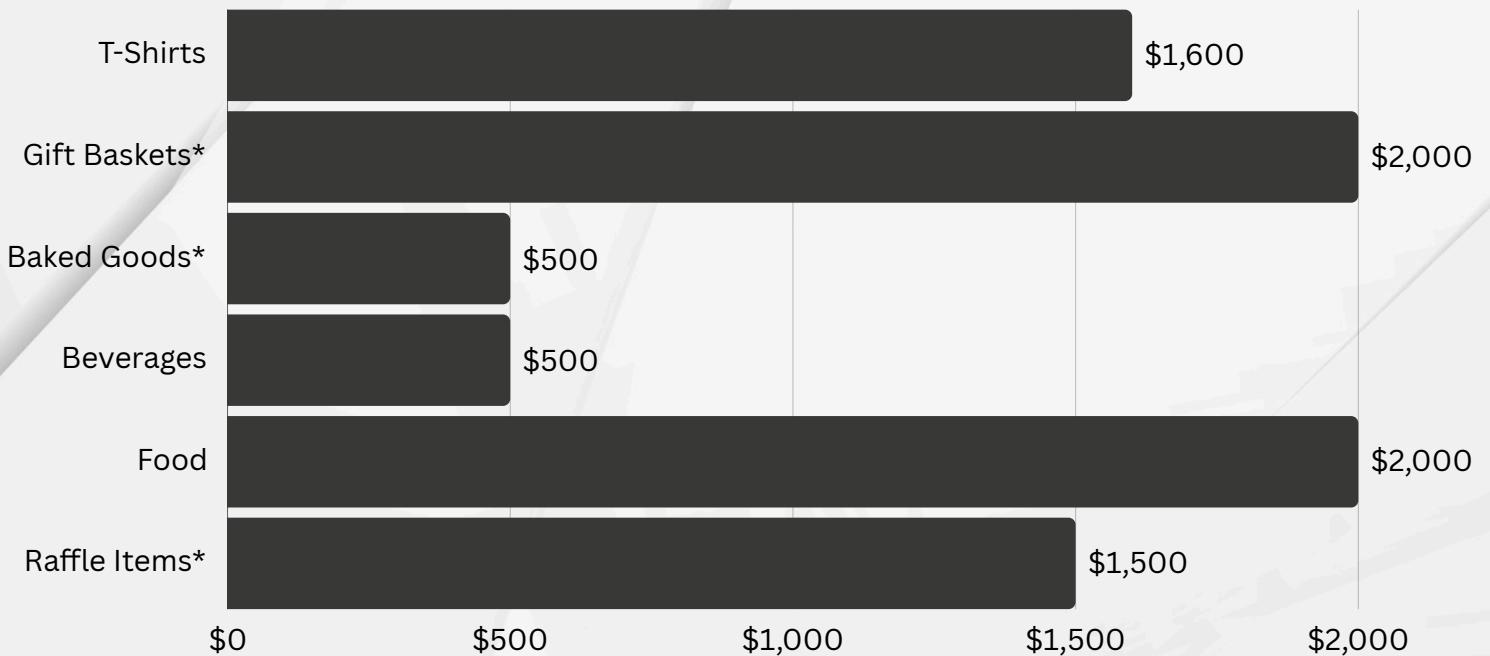 T-Shirts $1,600
Gift Baskets* $2,000
Baked Goods* $500
Beverages $500
Food $2,000
Raffle Items* $1,500
$0 $500 $1,000 $1,500 $2,000